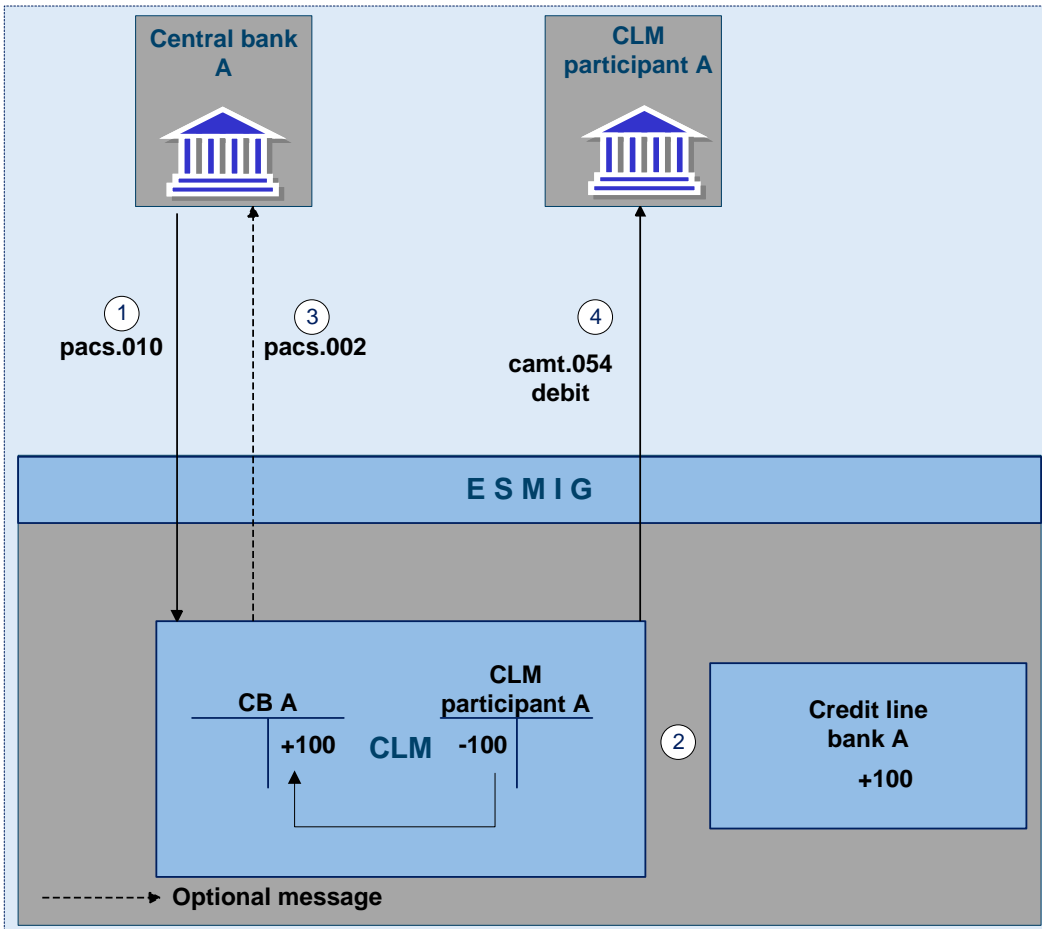 Central bank
A
CLM
participant A
1
pacs.010
3
pacs.002
4
camt.054
debit
E S M I G
CB A
+100
CLM
CLM
participant A
-100
2
Credit line
bank A
+100
Optional message